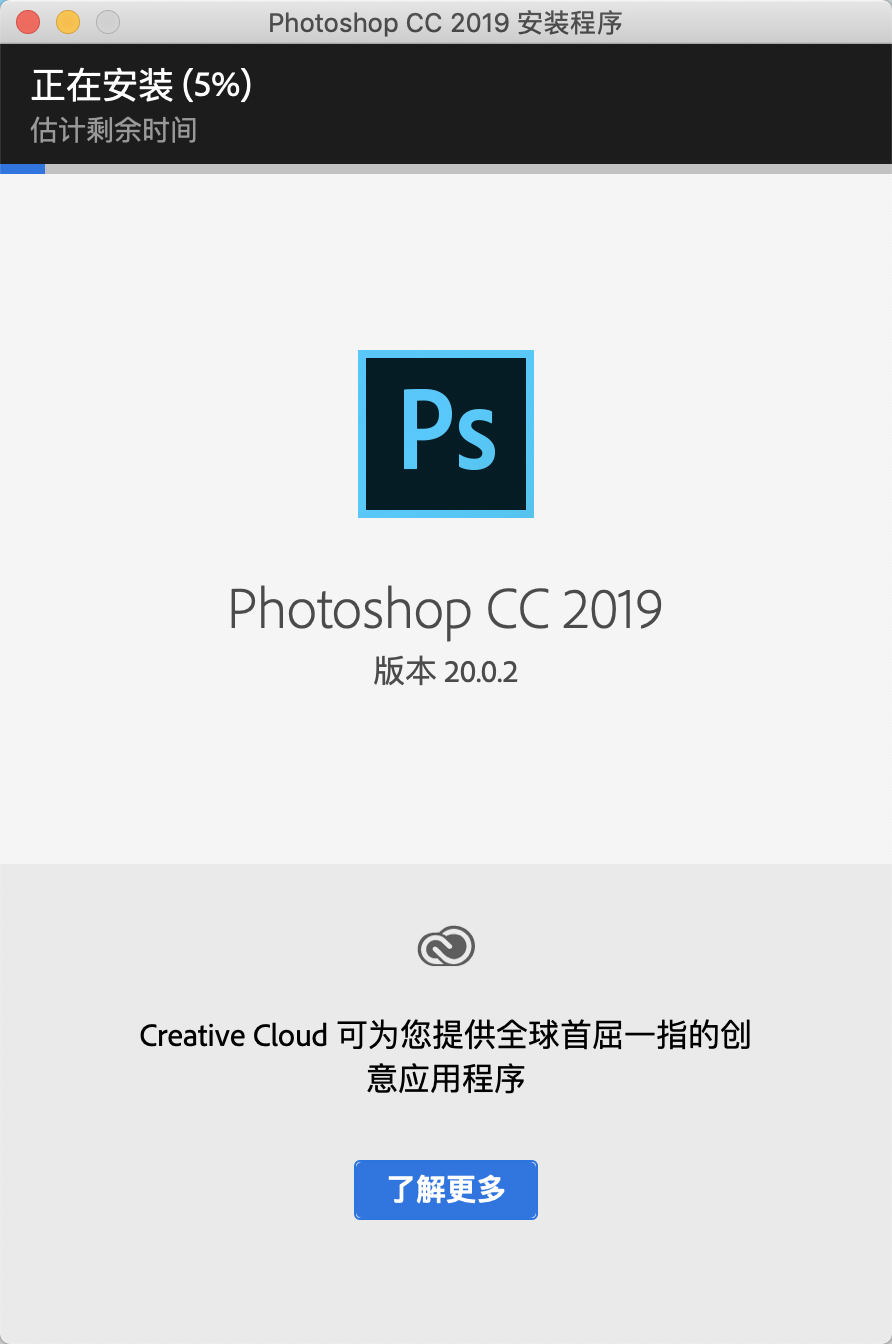 Photoshop CC 2019 安装程序
正在安装 (5%)
估计剩余时间
Ps
Photoshop CC 2019
版本 20.0.2
Creative Cloud 可为您提供全球首屈一指的创
意应用程序
了解更多